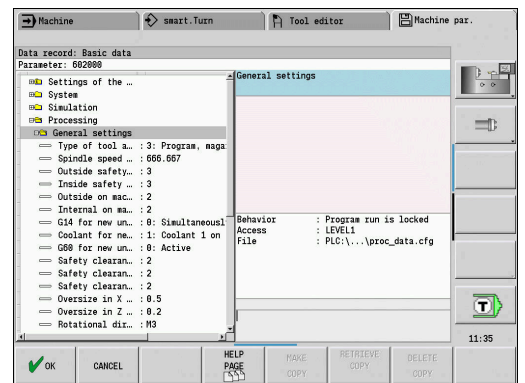 Machine
smart.Turn
Tool editor
Machine par.
Data record: Basic data
Parameter: 602000
Settings of the …
System
Simulation
Processing
General settings
Type of tool a… : 3: Program, maga
Spindle speed … : 666.667
Outside safety… : 3
Inside safety … : 3
Outside on mac… : 2
Internal on ma… : 2
G14 for new un… : 0: Simultaneousl
Coolant for ne… : 1: Coolant 1 on
G60 for new un… : 0: Active
Safety clearan… : 2
Safety clearan… : 2
Safety clearan… : 2
Oversize in X … : 0.5
Oversize in Z … : 0.2
Rotational dir… : M3
General settings
Behavior : Program run is locked
Access : LEVEL1
File : PLC:\...\proc_data.cfg
T
11:35
OK
CANCEL
HELP PAGE
MAKE COPY
RETRIEVE COPY
DELETE COPY